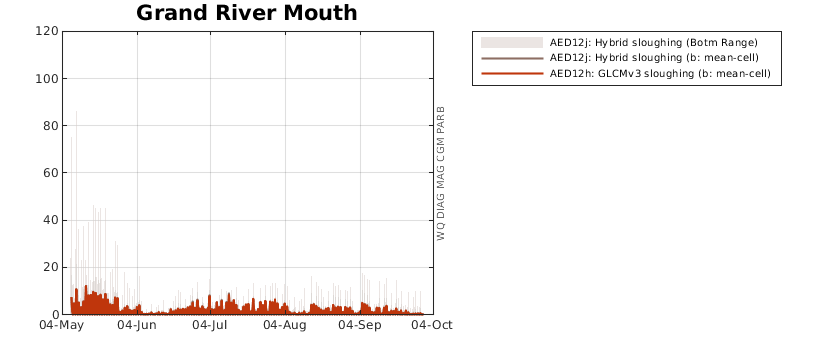 Grand River Mouth
120
100
80
60
40
20
0
04-May 04-Jun 04-Jul 04-Aug 04-Sep 04-Oct
WQ DIAG MAG CGM PARB
AED12j: Hybrid sloughing (Botm Range)
AED12j: Hybrid sloughing (b: mean-cell)
AED12h: GLCMv3 sloughing (b: mean-cell)